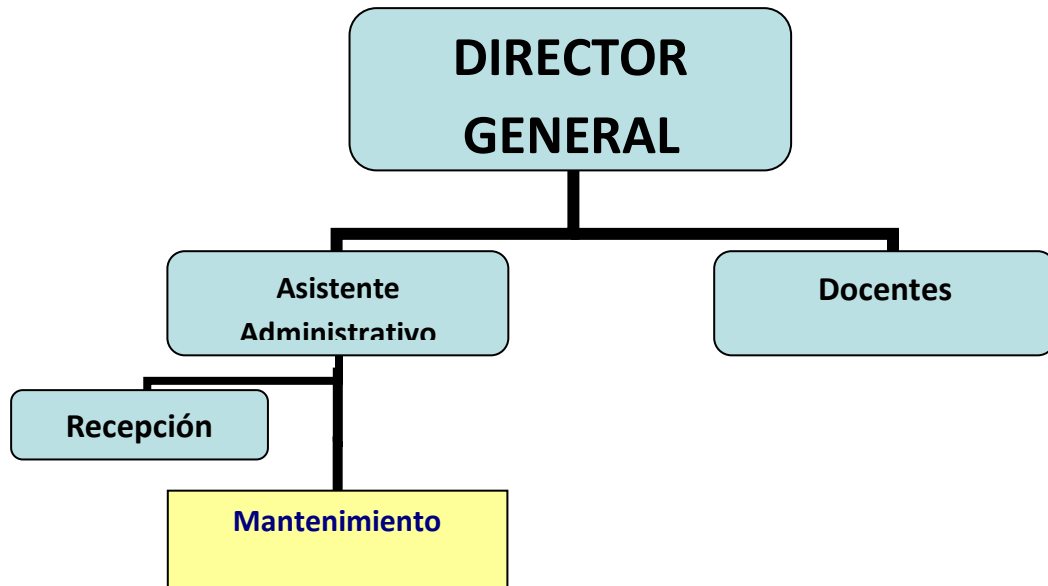 DIRECTOR
GENERAL
Asistente
Administrativo
Docentes
Recepción
Mantenimiento